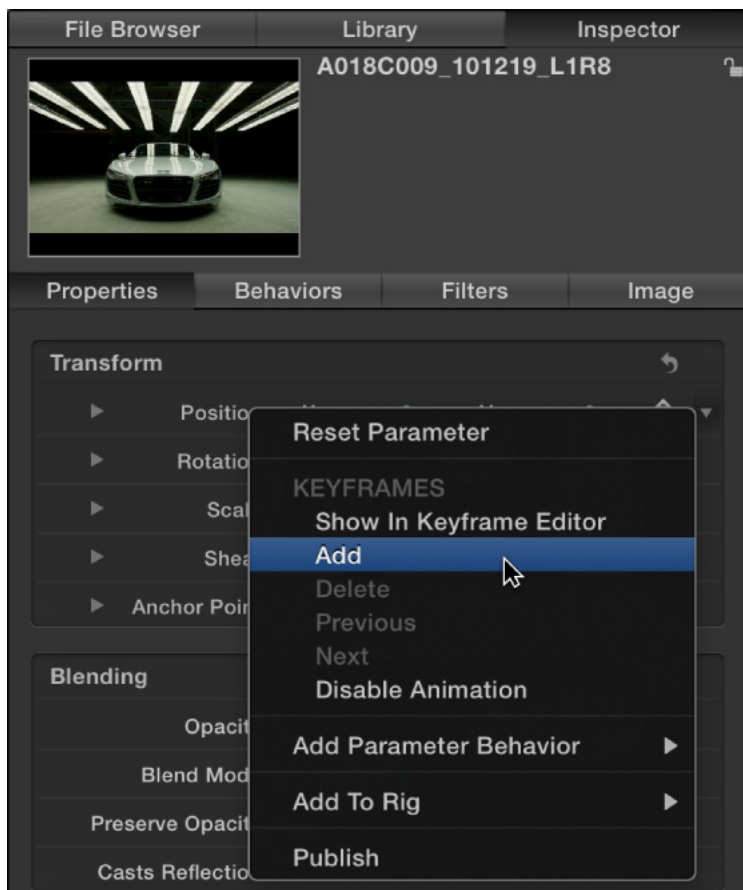 File Browser Library Inspector
A018C009_101219_L1R8
Properties Behaviors Filters Image
Transform
Positio
Reset Parameter
Rotatio
KEYFRAMES
Scal
Show In Keyframe Editor
Shea
Add
Delete
Anchor Poin
Previous
Next
Blending
Disable Animation
Opacit
Add Parameter Behavior
Blend Mod
Add To Rig
Preserve Opacit
Publish
Casts Reflectio